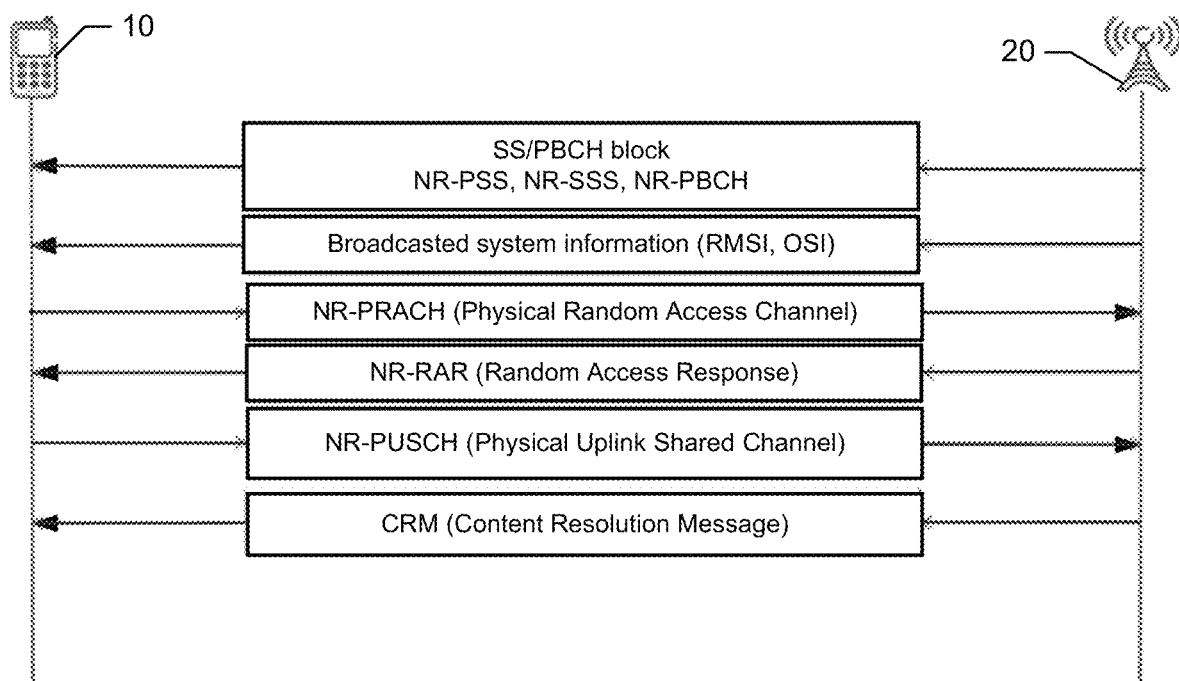 10
20
SS/PBCH block
NR-PSS, NR-SSS, NR-PBCH
Broadcasted system information (RMSI, OSI)
NR-PRACH (Physical Random Access Channel)
NR-RAR (Random Access Response)
NR-PUSCH (Physical Uplink Shared Channel)
CRM (Content Resolution Message)